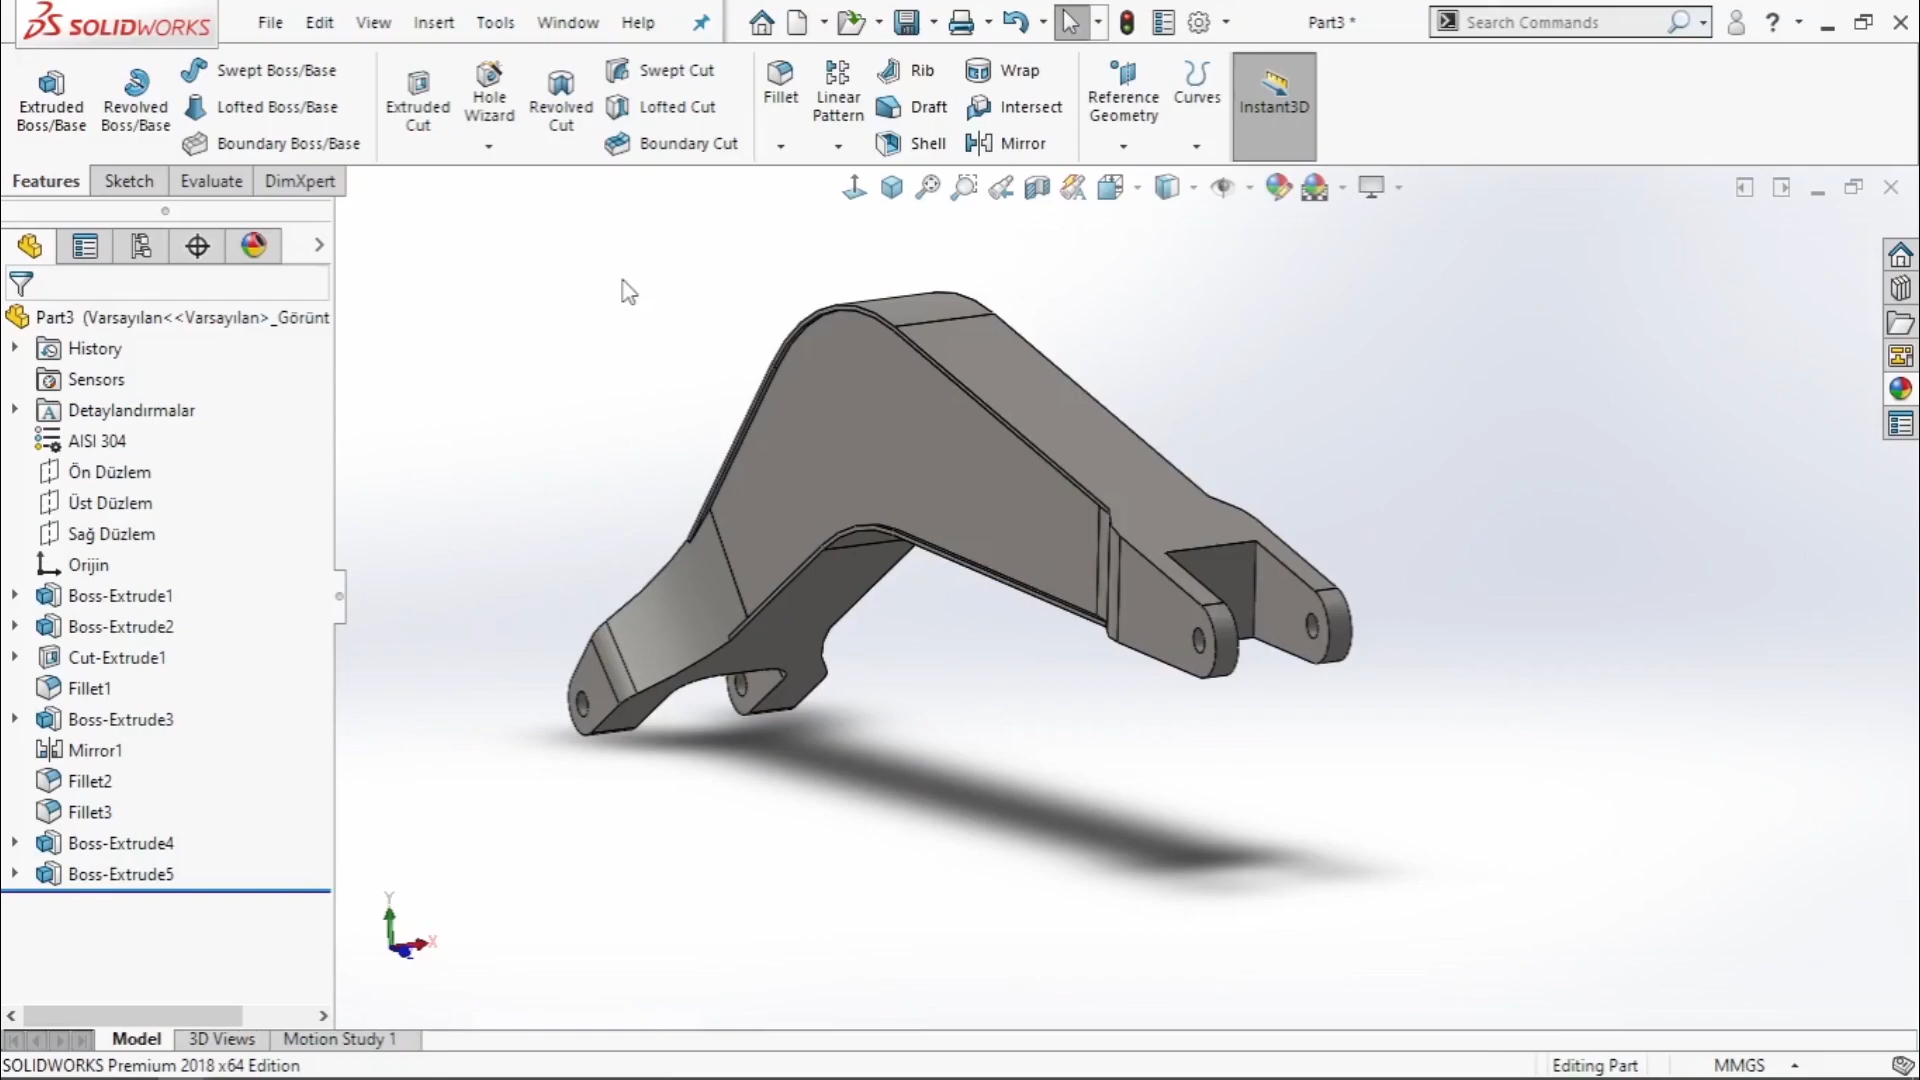 SOLIDWORKS File Edit View Insert Tools Window Help Part3 * Search Commands ?
Extruded Boss/Base
Revolved Boss/Base
Swept Boss/Base
Lofted Boss/Base
Boundary Boss/Base
Extruded Cut
Hole Wizard
Revolved Cut
Swept Cut
Lofted Cut
Boundary Cut
Fillet
Linear Pattern
Rib
Draft
Shell
Wrap
Intersect
Mirror
Reference Geometry
Curves
Instant3D
Features Sketch Evaluate DimXpert
Part3 (Varsayılan<<Varsayılan>_Görünt
History
Sensors
Detaylandırmalar
AISI 304
Ön Düzlem
Üst Düzlem
Sağ Düzlem
Orijin
Boss-Extrude1
Boss-Extrude2
Cut-Extrude1
Fillet1
Boss-Extrude3
Mirror1
Fillet2
Fillet3
Boss-Extrude4
Boss-Extrude5
Y
X
Model 3D Views Motion Study 1
SOLIDWORKS Premium 2018 x64 Edition Editing Part MMGS